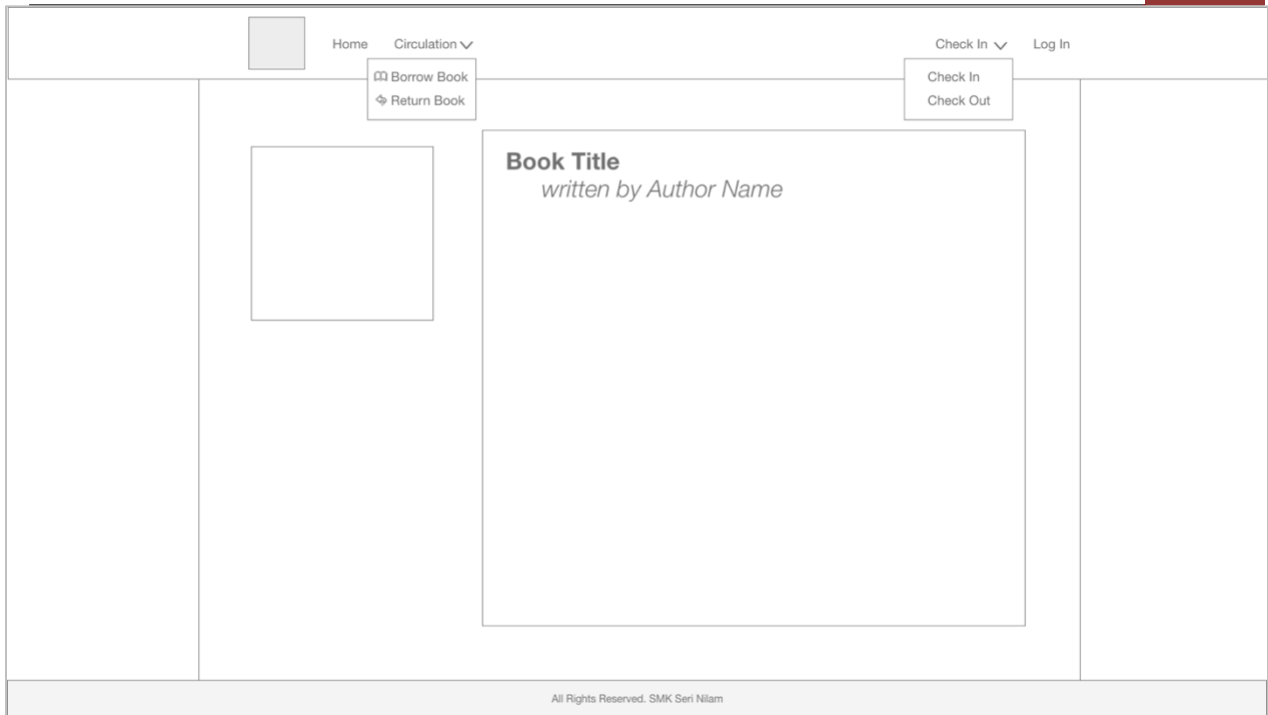 Home Circulation Check In Log In
Borrow Book
Return Book
Check In
Check Out
Book Title
written by Author Name
All Rights Reserved. SMK Seri Nilam